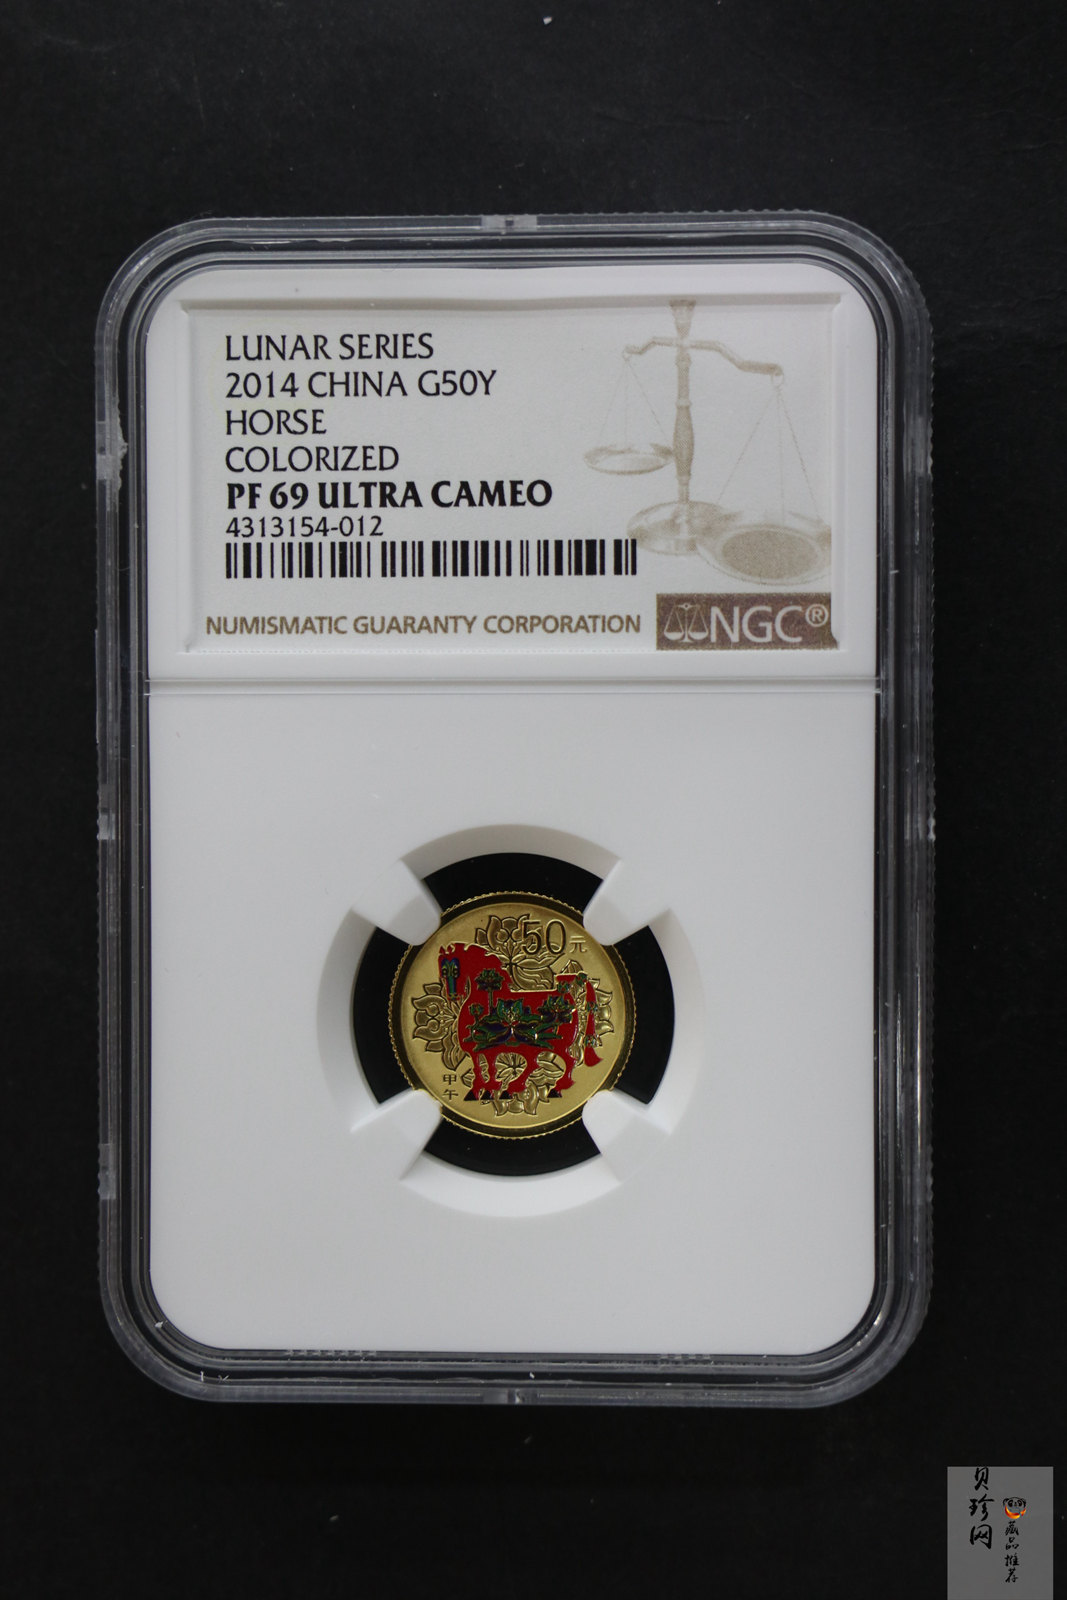 LUNAR SERIES
2014 CHINA G50Y
HORSE
COLORIZED
PF 69 ULTRA CAMEO
4313154-012
NUMISMATIC GUARANTY CORPORATION
NGC®
50元
甲午
贝珍网
藏品推荐